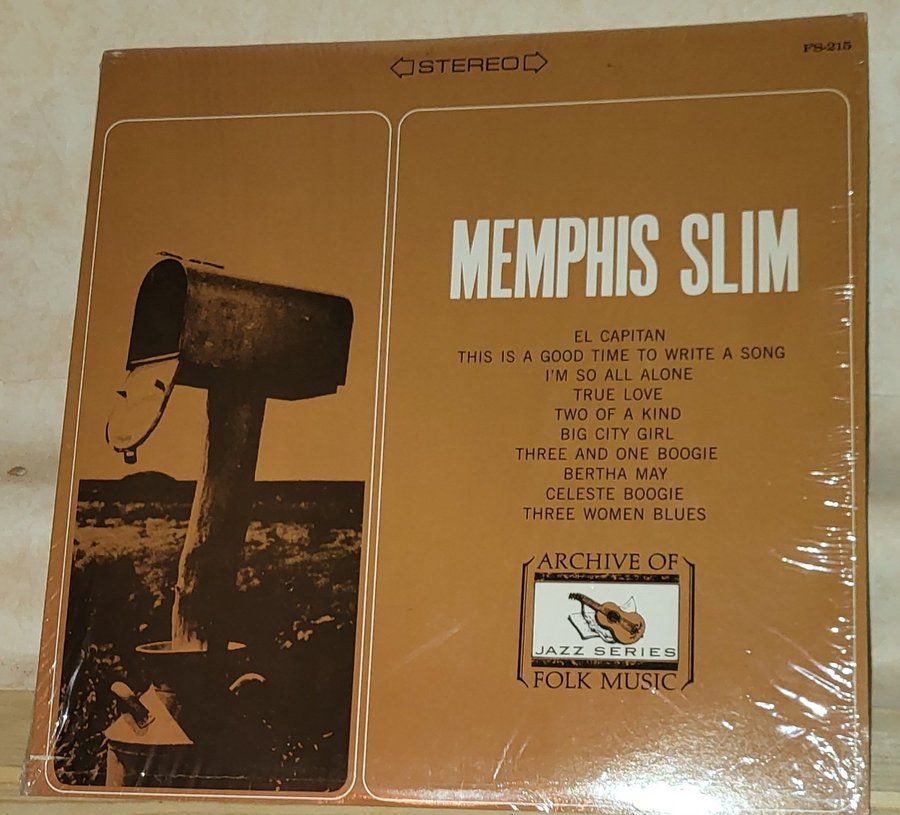 STEREO
FS-215
MEMPHIS SLIM
EL CAPITAN
THIS IS A GOOD TIME TO WRITE A SONG
I'M SO ALL ALONE
TRUE LOVE
TWO OF A KIND
BIG CITY GIRL
THREE AND ONE BOOGIE
BERTHA MAY
CELESTE BOOGIE
THREE WOMEN BLUES
ARCHIVE OF
JAZZ SERIES
FOLK MUSIC